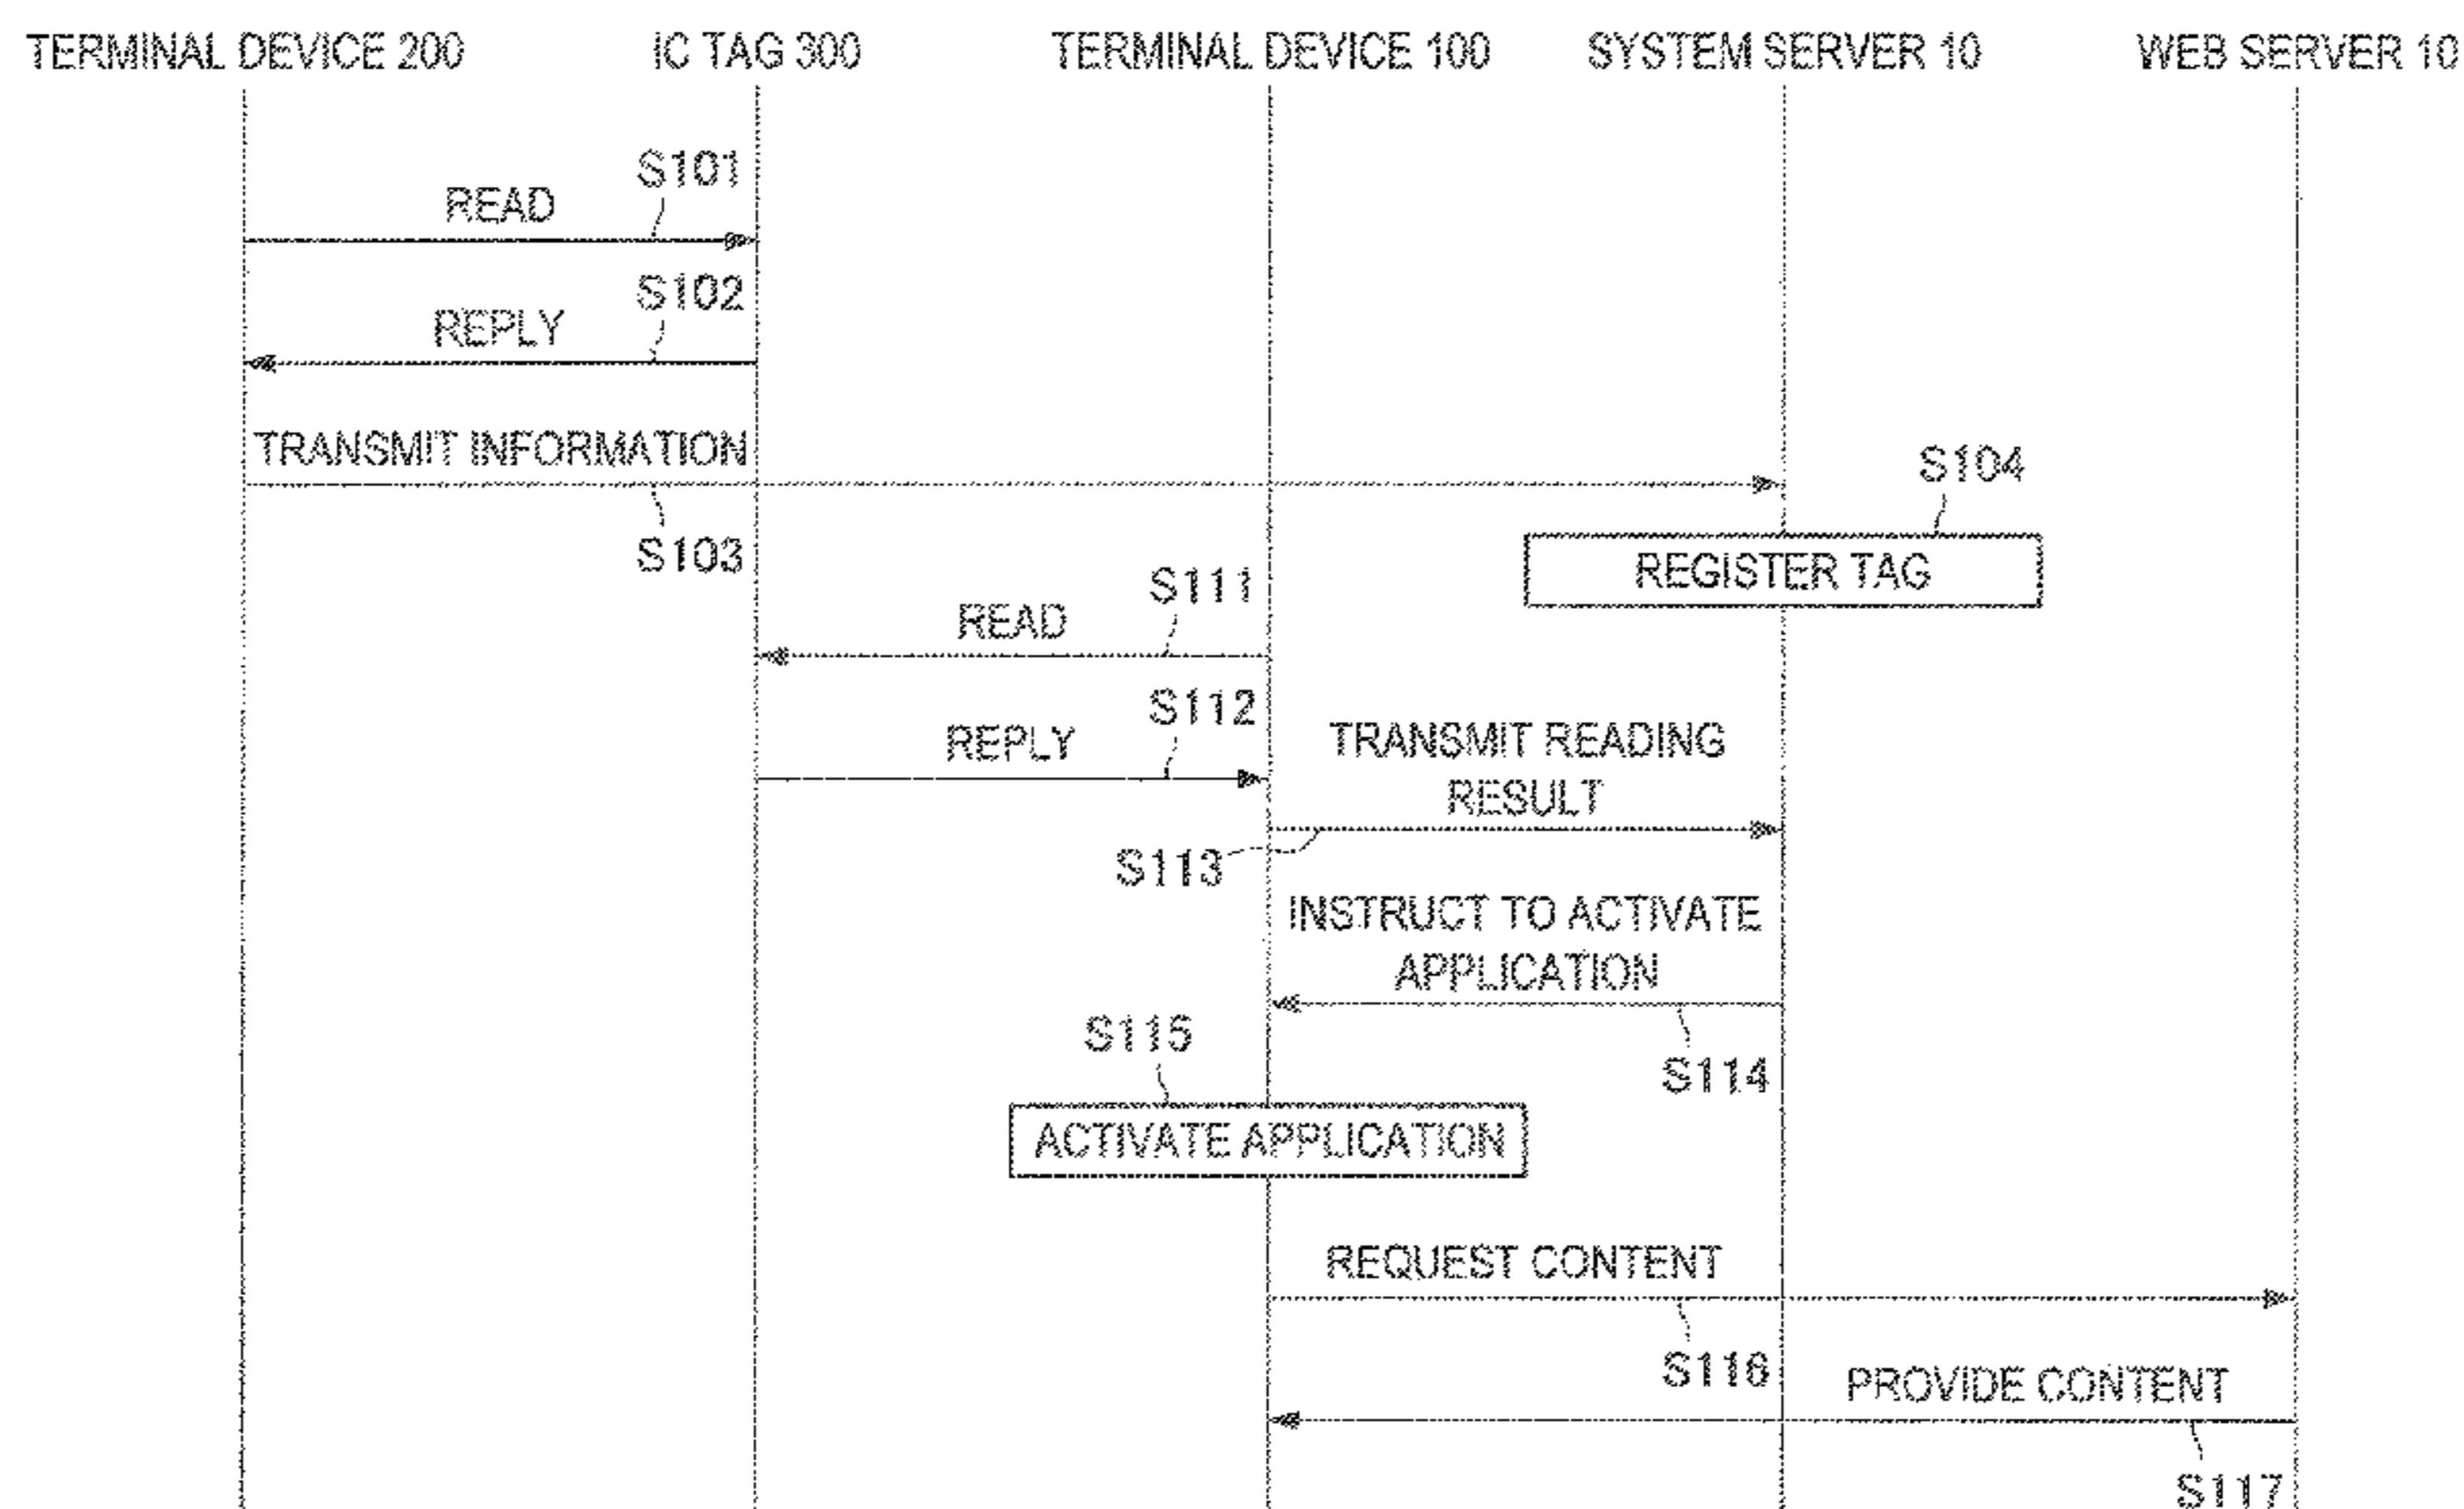 TERMINAL DEVICE 200
IC TAG 300
TERMINAL DEVICE 100
SYSTEM SERVER 10
WEB SERVER 10
S101
READ
S102
REPLY
TRANSMIT INFORMATION
S103
S104
REGISTER TAG
S111
READ
S112
REPLY
TRANSMIT READING
RESULT
S113
INSTRUCT TO ACTIVATE
APPLICATION
S114
S115
ACTIVATE APPLICATION
REQUEST CONTENT
S116
PROVIDE CONTENT
S117